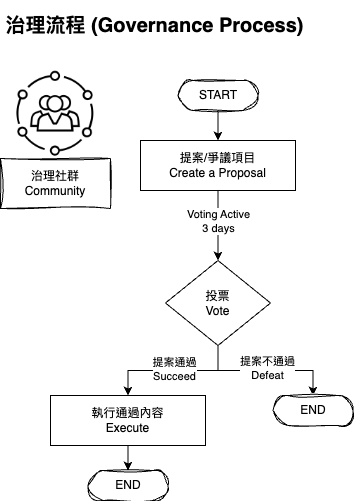 治理流程 (Governance Process)
START
治理社群
Community
提案/爭議項目
Create a Proposal
Voting Active
3 days
投票
Vote
提案通過
Succeed
提案不通過
Defeat
執行通過內容
Execute
END
END